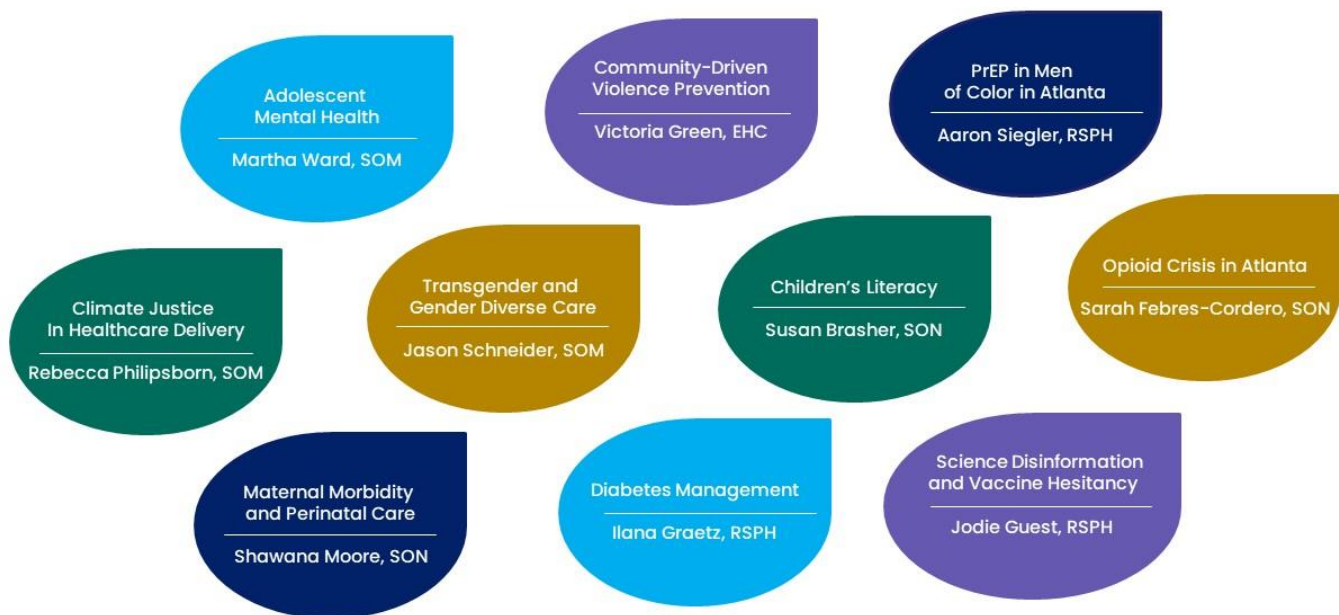 Adolescent
Mental Health
Martha Ward, SOM
Community-Driven
Violence Prevention
Victoria Green, EHC
PrEP in Men
of Color in Atlanta
Aaron Siegler, RSPH
Climate Justice
In Healthcare Delivery
Rebecca Philipsborn, SOM
Transgender and
Gender Diverse Care
Jason Schneider, SOM
Children’s Literacy
Susan Brasher, SON
Opioid Crisis in Atlanta
Sarah Febres-Cordero, SON
Maternal Morbidity
and Perinatal Care
Shawana Moore, SON
Diabetes Management
Ilana Graetz, RSPH
Science Disinformation
and Vaccine Hesitancy
Jodie Guest, RSPH